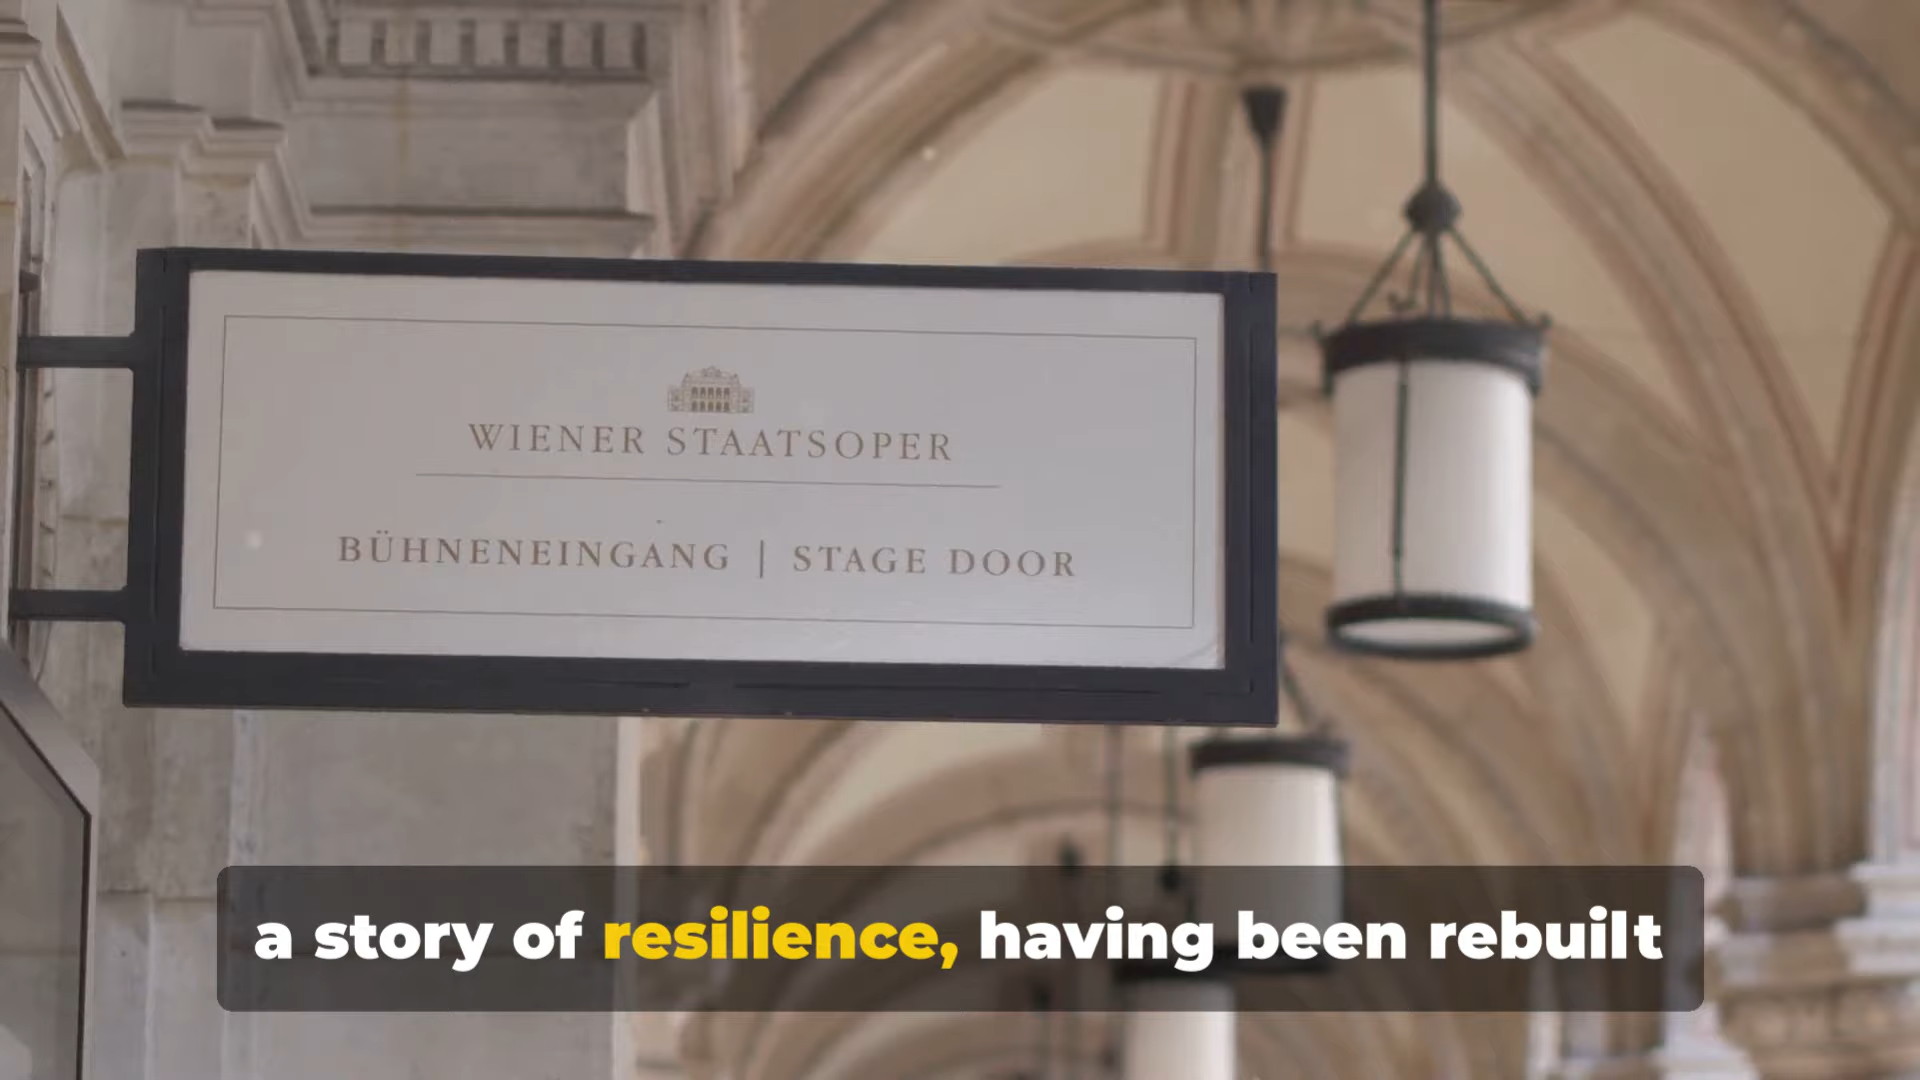 WIENER STAATSOPER
BÜHNENEINGANG | STAGE DOOR
a story of resilience, having been rebuilt